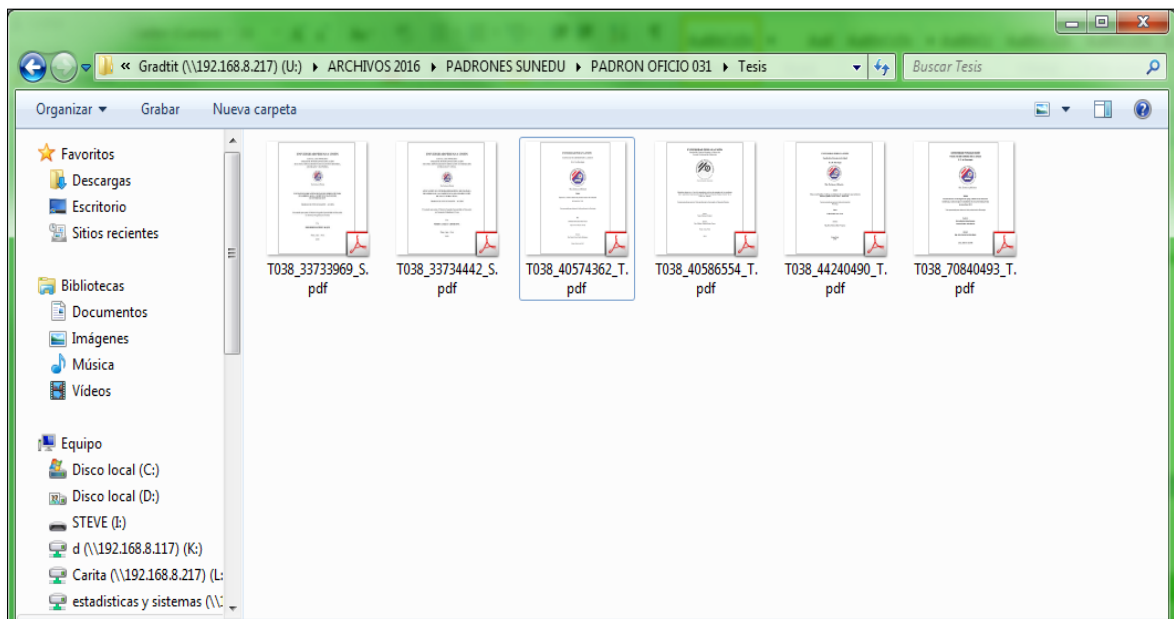 « Gradtit (\\192.168.8.217) (U:) ▸ ARCHIVOS 2016 ▸ PADRONES SUNEDU ▸ PADRON OFICIO 031 ▸ Tesis
Buscar Tesis
Organizar
Grabar
Nueva carpeta
Favoritos
Descargas
Escritorio
Sitios recientes
Bibliotecas
Documentos
Imágenes
Música
Vídeos
Equipo
Disco local (C:)
Disco local (D:)
STEVE (I:)
d (\\192.168.8.117) (K:)
Carita (\\192.168.8.217) (L:
estadisticas y sistemas (\\
T038_33733969_S.
pdf
T038_33734442_S.
pdf
T038_40574362_T.
pdf
T038_40586554_T.
pdf
T038_44240490_T.
pdf
T038_70840493_T.
pdf